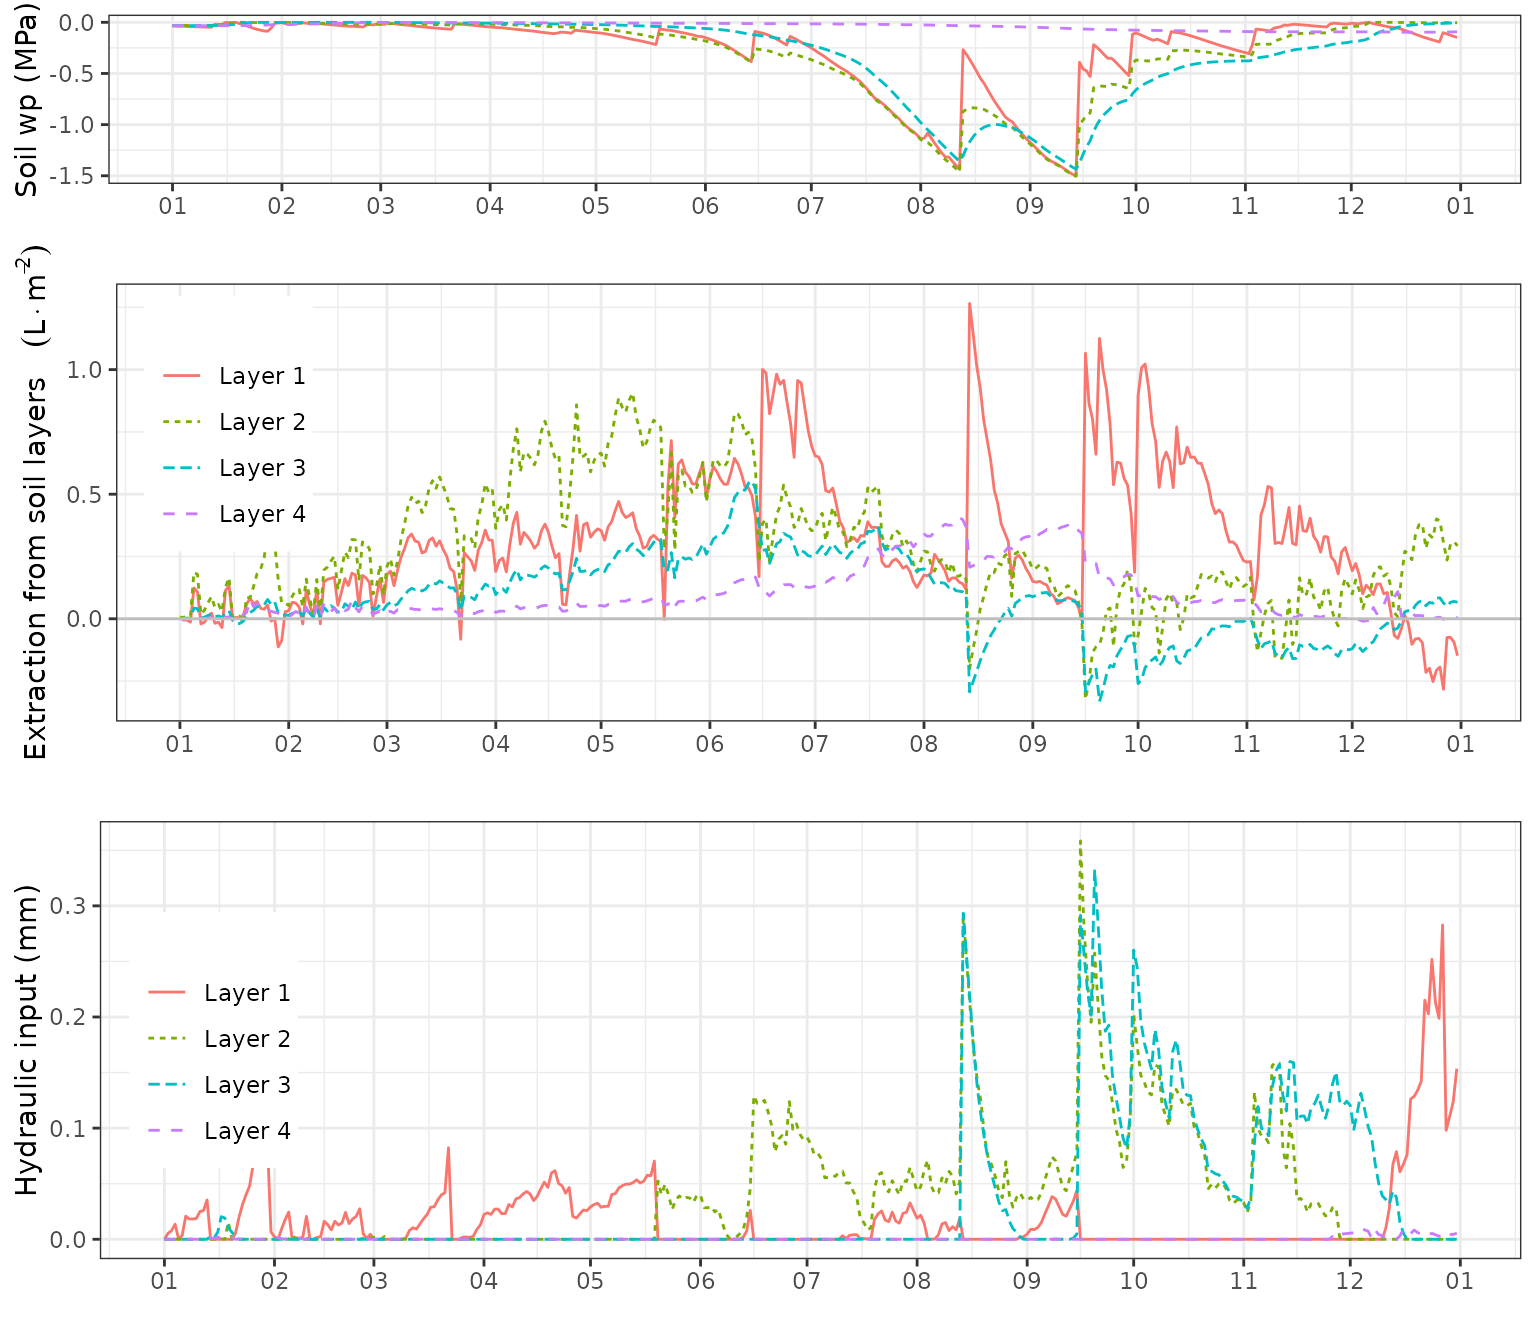 Soil wp (MPa)
0.0
-0.5
-1.0
-1.5
01 02 03 04 05 06 07 08 09 10 11 12 01
Extraction from soil layers (L·m⁻²)
1.0
0.5
0.0
Layer 1
Layer 2
Layer 3
Layer 4
01 02 03 04 05 06 07 08 09 10 11 12 01
Hydraulic input (mm)
0.3
0.2
0.1
0.0
Layer 1
Layer 2
Layer 3
Layer 4
01 02 03 04 05 06 07 08 09 10 11 12 01